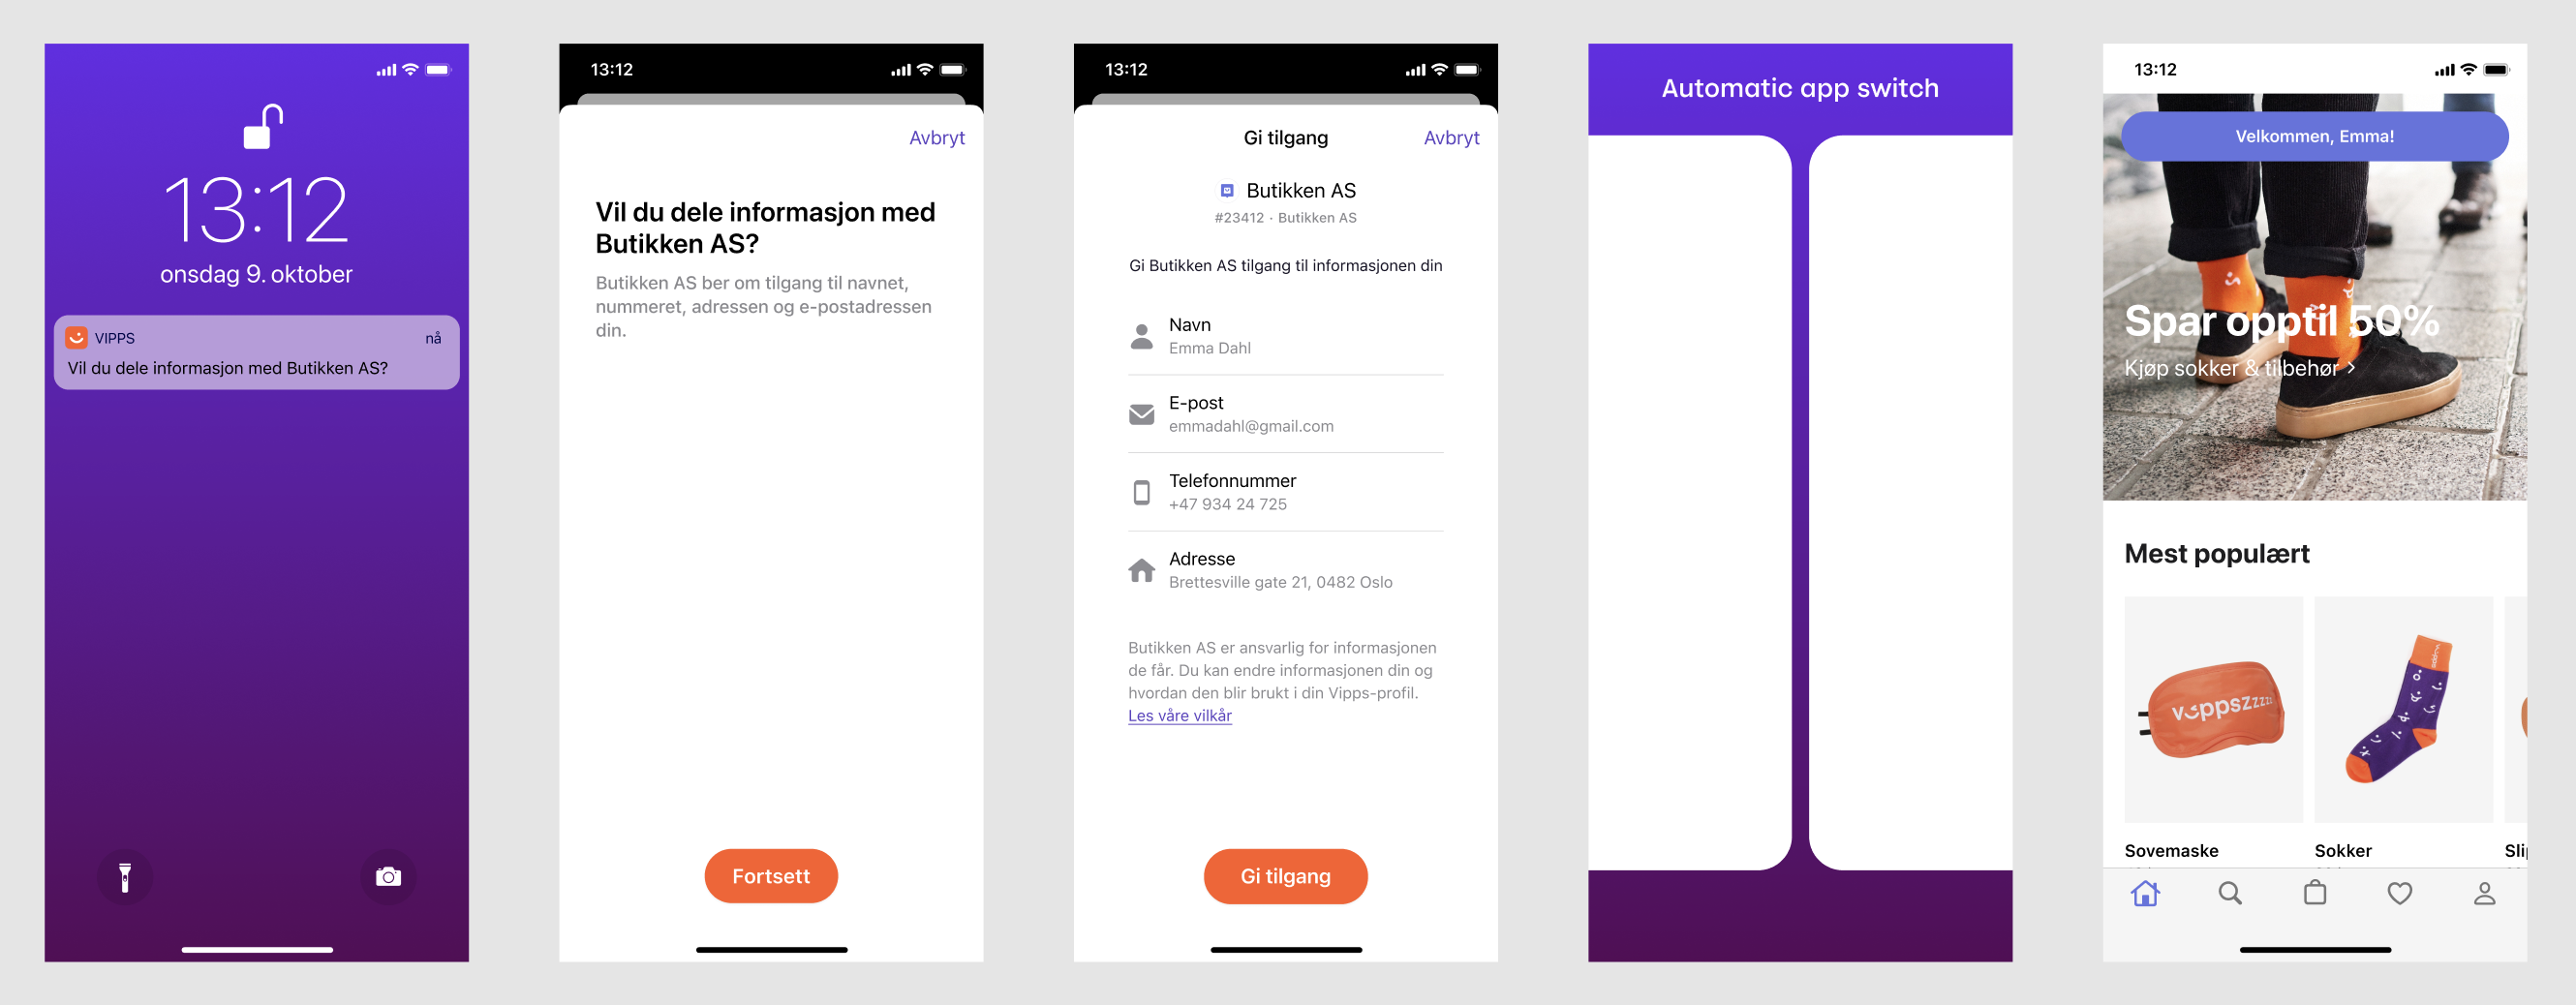 13:12
onsdag 9. oktober
VIPPS
nå
Vil du dele informasjon med Butikken AS?
13:12
Avbryt
Vil du dele informasjon med
Butikken AS?
Butikken AS ber om tilgang til navnet,
nummeret, adressen og e-postadressen
din.
Fortsett
13:12
Gi tilgang
Avbryt
Butikken AS
#23412 · Butikken AS
Gi Butikken AS tilgang til informasjonen din
Navn
Emma Dahl
E-post
emmadahl@gmail.com
Telefonnummer
+47 934 24 725
Adresse
Brettesville gate 21, 0482 Oslo
Butikken AS er ansvarlig for informasjonen
de får. Du kan endre informasjonen din og
hvordan den blir brukt i din Vipps-profil.
Les våre vilkår
Gi tilgang
Automatic app switch
13:12
Velkommen, Emma!
Spar opptil 50%
Kjøp sokker & tilbehør >
Mest populært
vippszzzzz
Sovemaske
Sokker